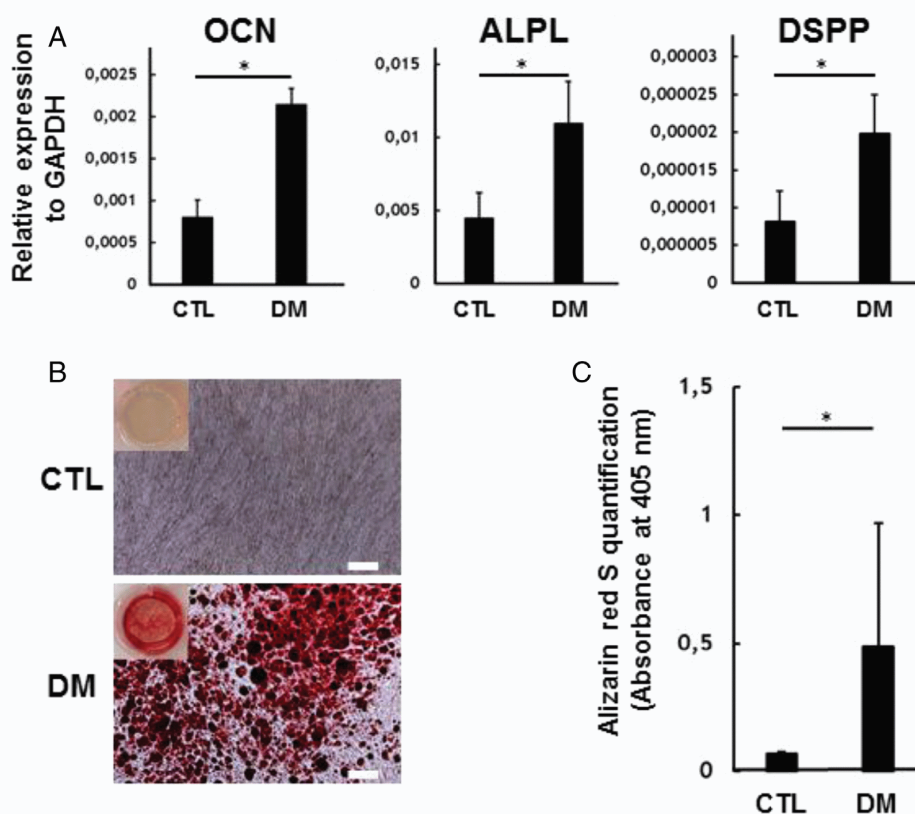 A
OCN
ALPL
DSPP
Relative expression
to GAPDH
0,0025
0,002
0,0015
0,001
0,0005
0
*
CTL DM
0,01
0,005
0
*
CTL DM
0,00003
0,000025
0,00002
0,000015
0,00001
0,000005
0
*
CTL DM
B
CTL
DM
C
Alizarin red S quantification
(Absorbance at 405 nm)
1,5
1
0,5
0
*
CTL DM